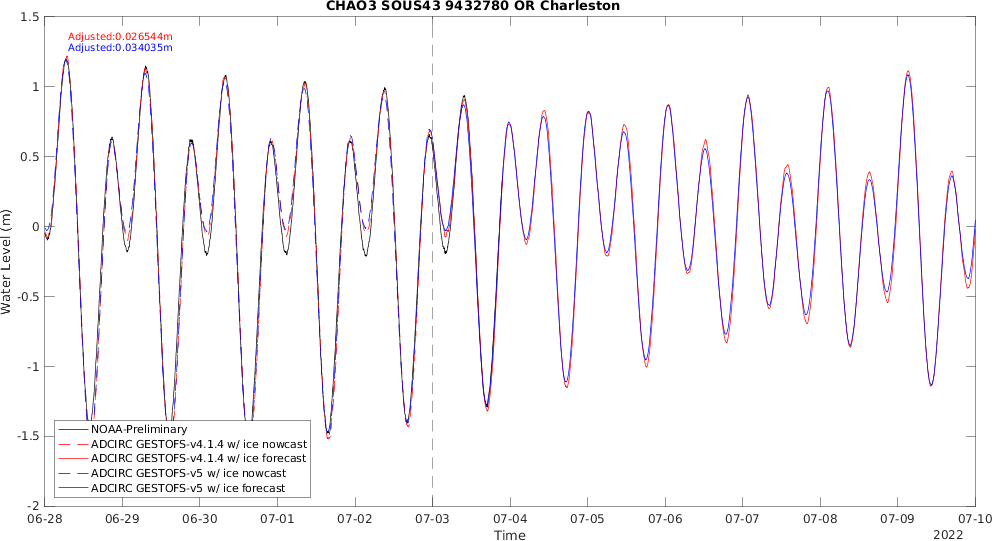 CHAO3 SOUS43 9432780 OR Charleston
Adjusted:0.026544m
Adjusted:0.034035m
1.5
1
0.5
0
-0.5
-1
-1.5
-2
Water Level (m)
NOAA-Preliminary
ADCIRC GESTOFS-v4.1.4 w/ ice nowcast
ADCIRC GESTOFS-v4.1.4 w/ ice forecast
ADCIRC GESTOFS-v5 w/ ice nowcast
ADCIRC GESTOFS-v5 w/ ice forecast
06-28 06-29 06-30 07-01 07-02 07-03 07-04 07-05 07-06 07-07 07-08 07-09 07-10
Time
2022